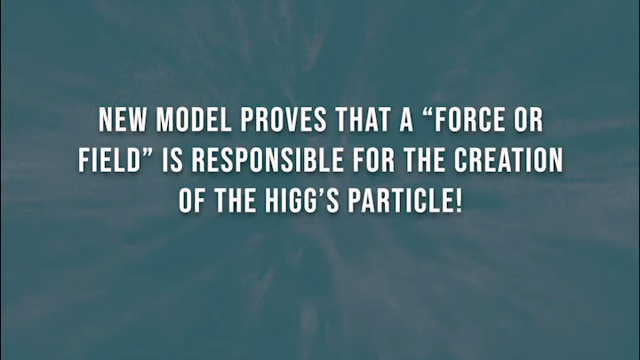 NEW MODEL PROVES THAT A “FORCE OR
FIELD” IS RESPONSIBLE FOR THE CREATION
OF THE HIGG’S PARTICLE!